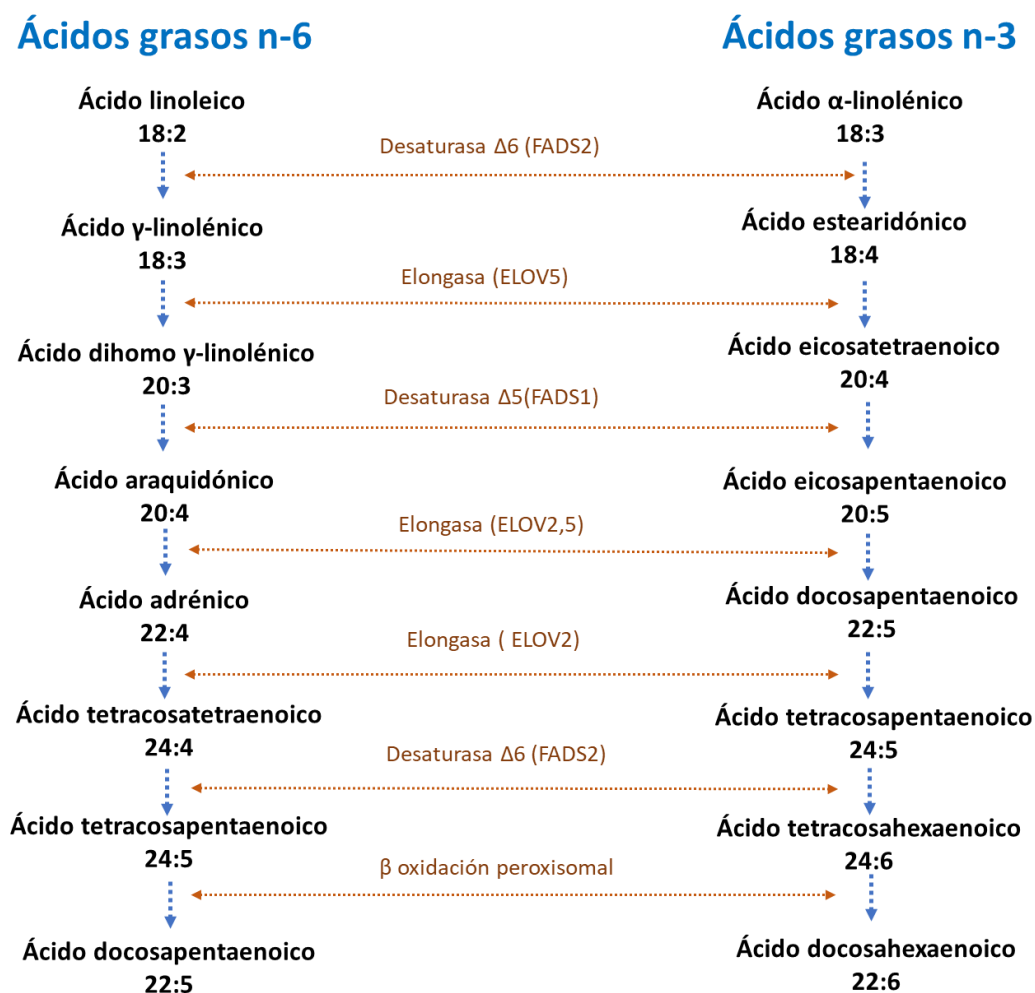 Ácidos grasos n-6
Ácidos grasos n-3
Ácido linoleico
18:2
Ácido α-linolénico
18:3
Desaturasa Δ6 (FADS2)
Ácido γ-linolénico
18:3
Ácido estearidónico
18:4
Elongasa (ELOV5)
Ácido dihomo γ-linolénico
20:3
Ácido eicosatetraenoico
20:4
Desaturasa Δ5(FADS1)
Ácido araquidónico
20:4
Ácido eicosapentaenoico
20:5
Elongasa (ELOV2,5)
Ácido adrénico
22:4
Ácido docosapentaenoico
22:5
Elongasa ( ELOV2)
Ácido tetracosatetraenoico
24:4
Ácido tetracosapentaenoico
24:5
Desaturasa Δ6 (FADS2)
Ácido tetracosapentaenoico
24:5
Ácido tetracosahexaenoico
24:6
β oxidación peroxisomal
Ácido docosapentaenoico
22:5
Ácido docosahexaenoico
22:6